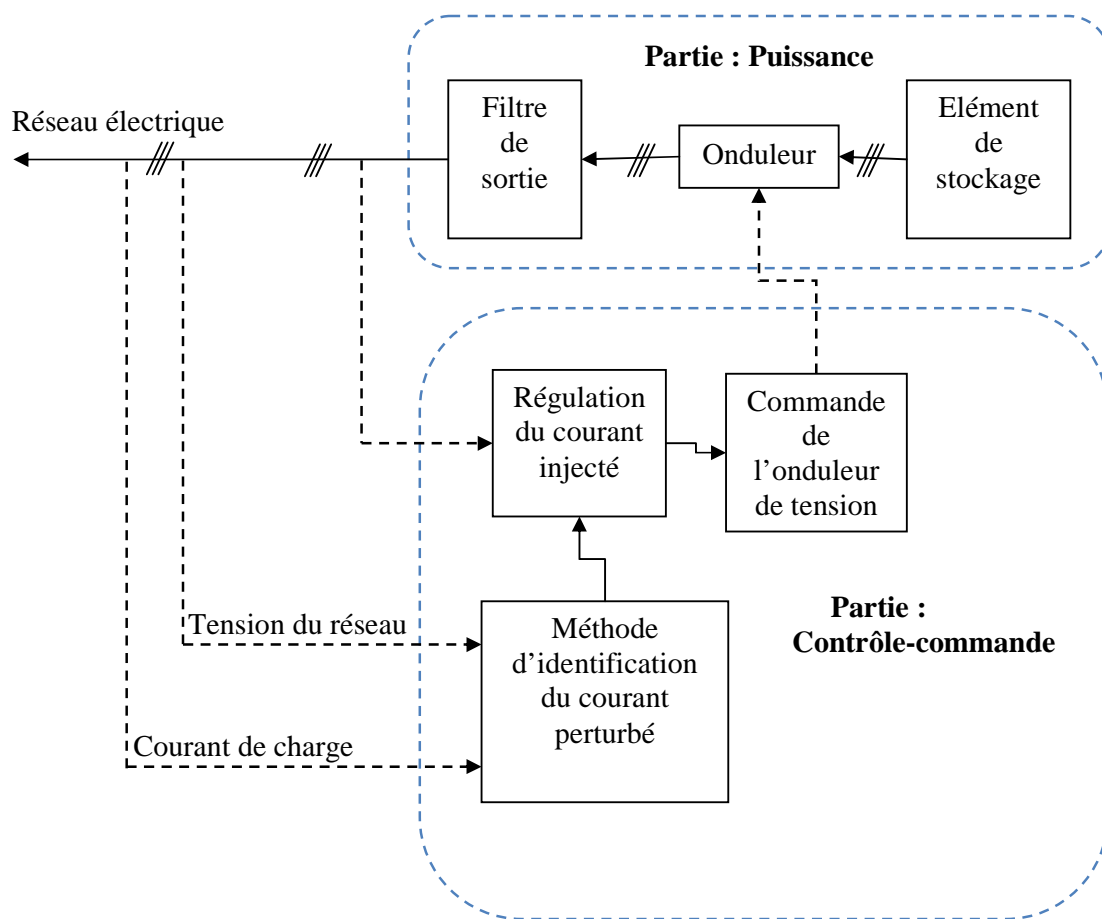 Partie : Puissance
Réseau électrique
Filtre
de
sortie
Onduleur
Elément
de
stockage
Régulation
du courant
injecté
Commande
de
l’onduleur
de tension
Tension du réseau
Méthode
d’identification
du courant
perturbé
Partie :
Contrôle-commande
Courant de charge